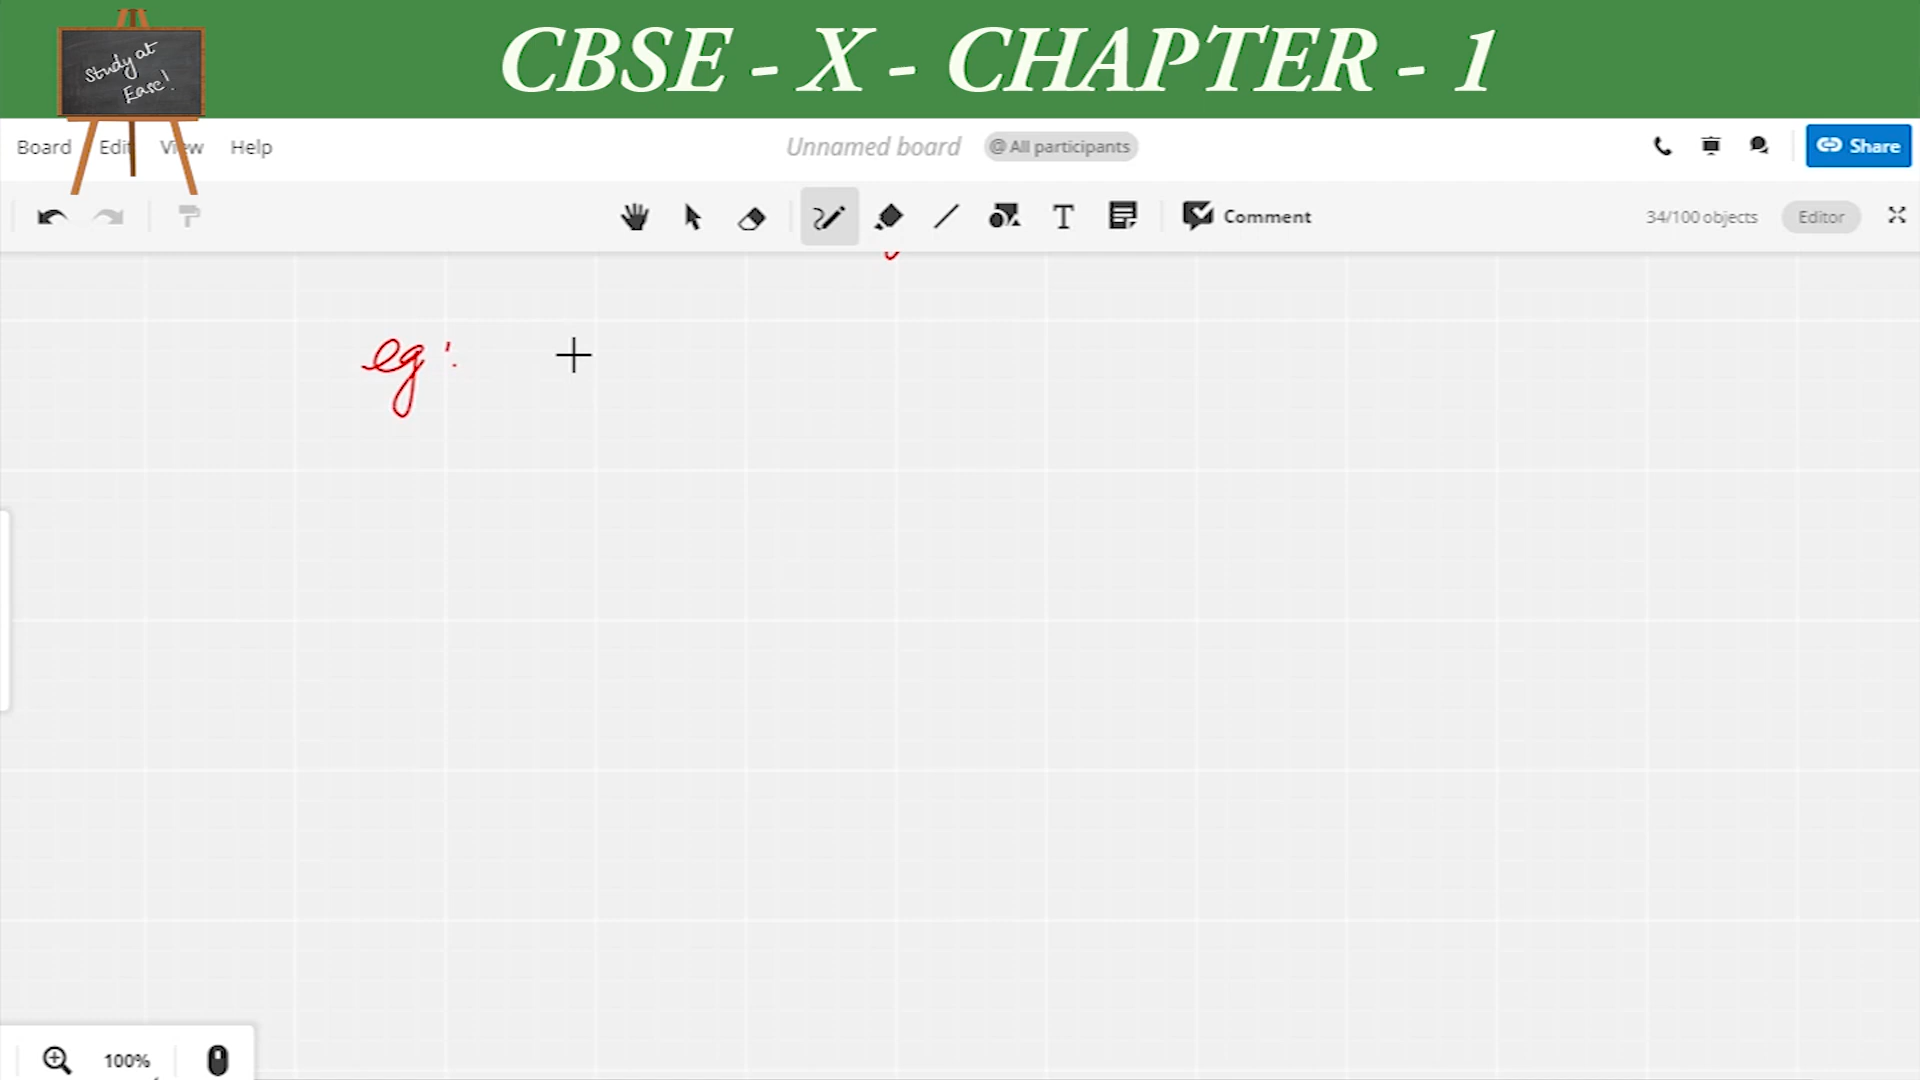 CBSE - X - CHAPTER - 1
Study at
Ease!
Board Edit View Help Unnamed board @ All participants Share
T Comment 34/100 objects Editor
eg :
100%